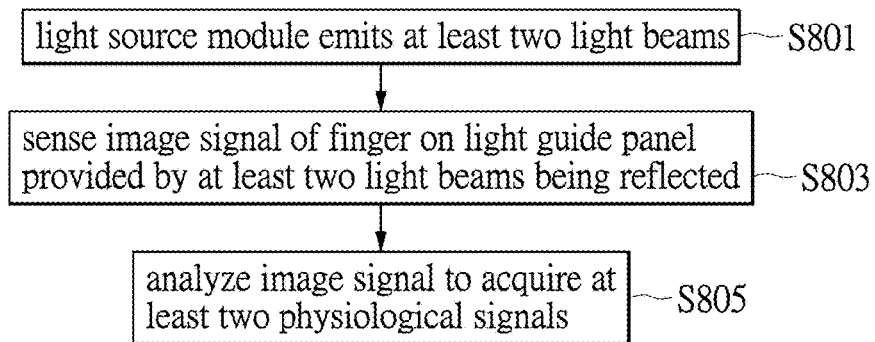 light source module emits at least two light beams S801
sense image signal of finger on light guide panel
provided by at least two light beams being reflected S803
analyze image signal to acquire at
least two physiological signals S805